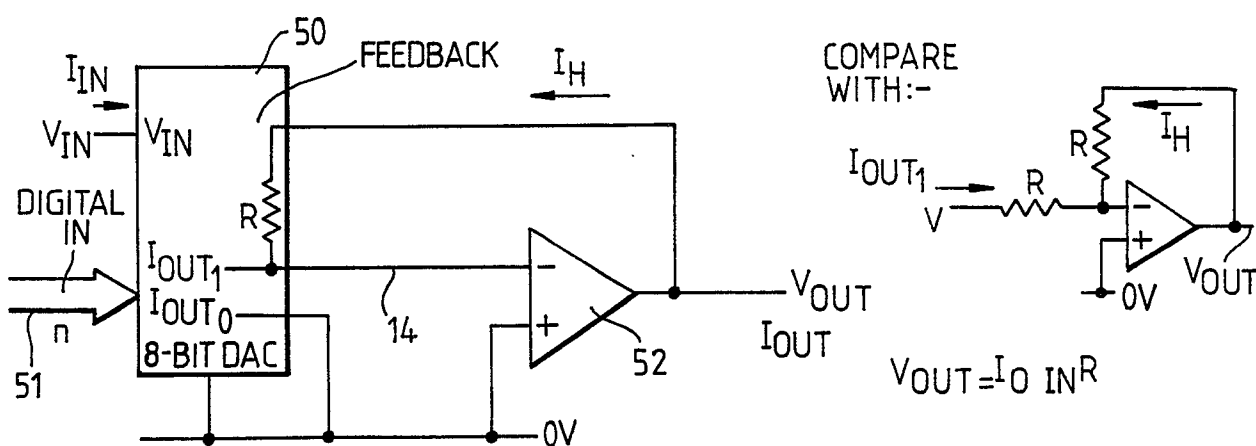 50
FEEDBACK
I_IN
V_IN
V_IN
I_H
DIGITAL
IN
R
I_OUT1
I_OUT0
n
8-BIT DAC
51
14
+
-
52
V_OUT
I_OUT
0V
COMPARE
WITH:-
I_H
R
I_OUT1
R
V
-
+
V_OUT
0V
V_OUT=I_O IN^R